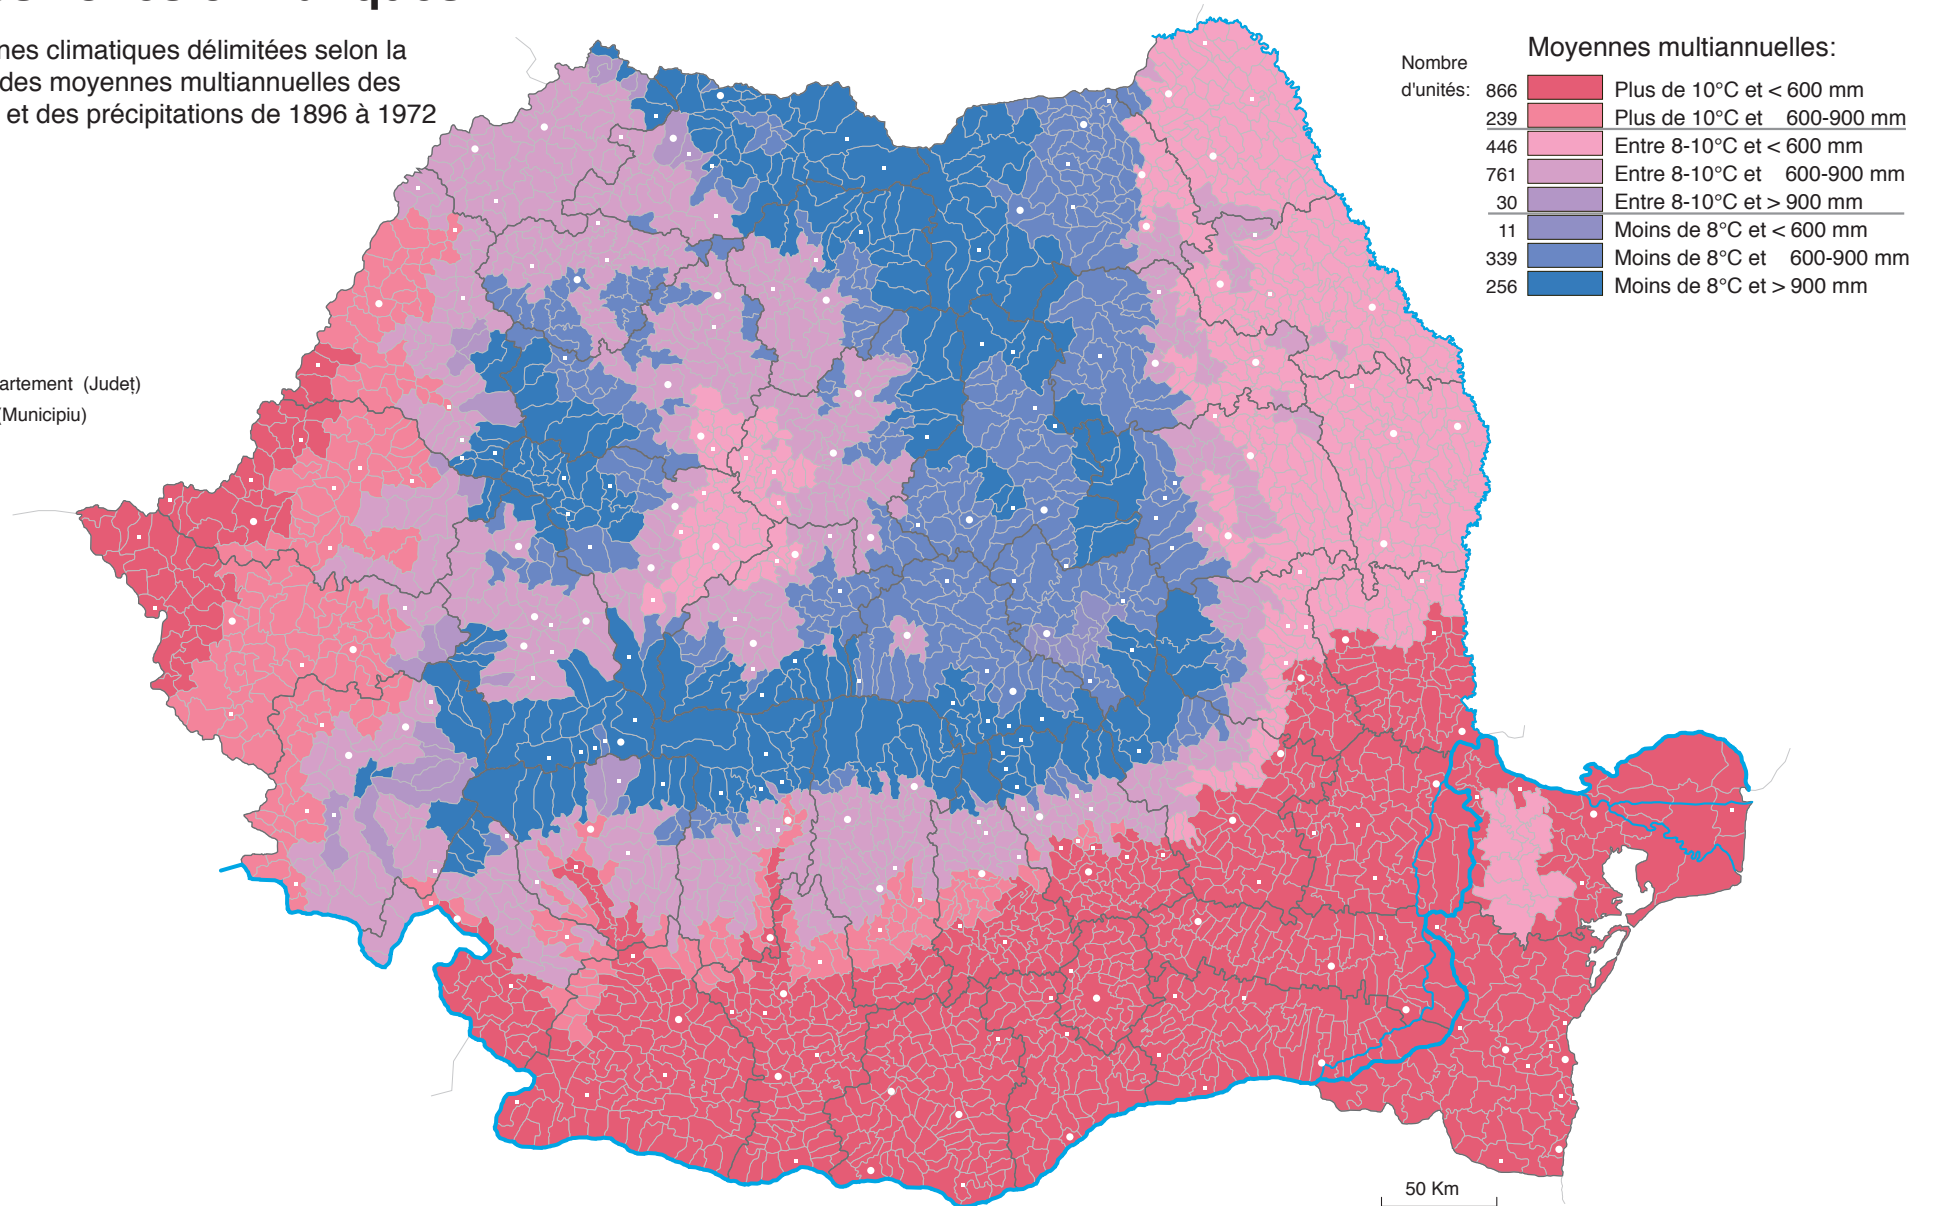 nes climatiques délimitées selon la
des moyennes multiannuelles des
et des précipitations de 1896 à 1972
artement (Județ)
(Municipiu)
Moyennes multiannuelles:
Nombre
d'unités:
866 Plus de 10°C et < 600 mm
239 Plus de 10°C et 600-900 mm
446 Entre 8-10°C et < 600 mm
761 Entre 8-10°C et 600-900 mm
30 Entre 8-10°C et > 900 mm
11 Moins de 8°C et < 600 mm
339 Moins de 8°C et 600-900 mm
256 Moins de 8°C et > 900 mm
50 Km